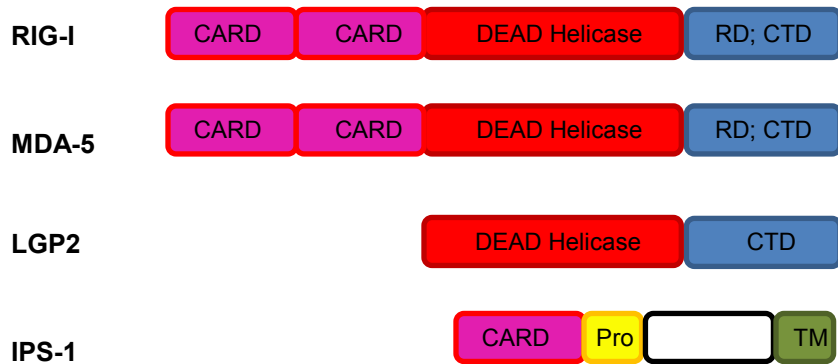 RIG-I CARD CARD DEAD Helicase RD; CTD
MDA-5 CARD CARD DEAD Helicase RD; CTD
LGP2 DEAD Helicase CTD
IPS-1 CARD Pro TM